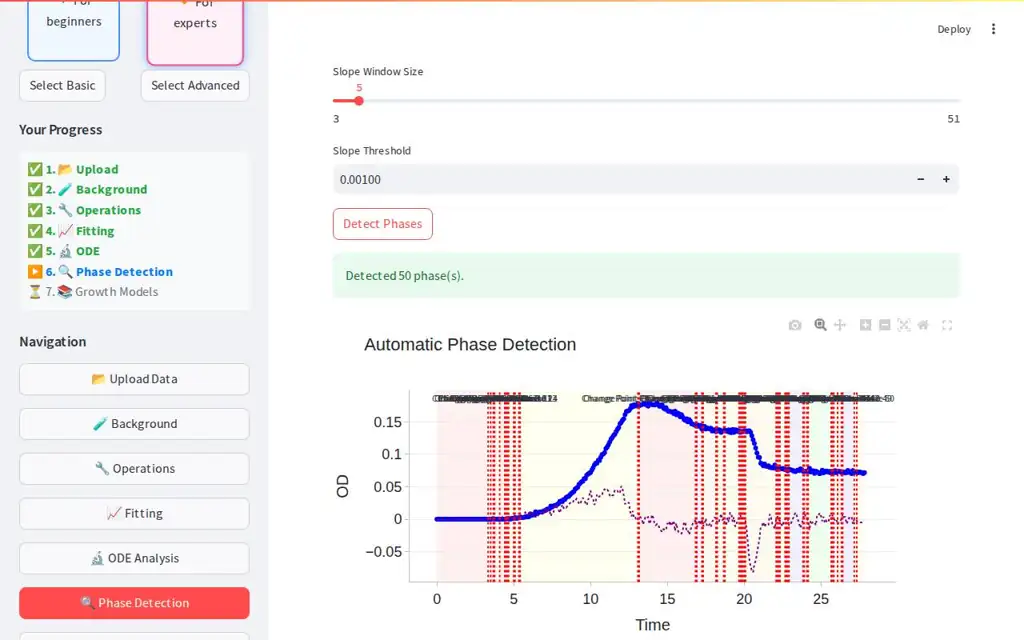 For
beginners
For
experts
Select Basic
Select Advanced
Your Progress
1. Upload
2. Background
3. Operations
4. Fitting
5. ODE
6. Phase Detection
7. Growth Models
Navigation
Upload Data
Background
Operations
Fitting
ODE Analysis
Phase Detection
Deploy
Slope Window Size
5
3
51
Slope Threshold
0.00100
Detect Phases
Detected 50 phase(s).
Automatic Phase Detection
Change Point
0.15
0.1
0.05
0
−0.05
OD
0
5
10
15
20
25
Time